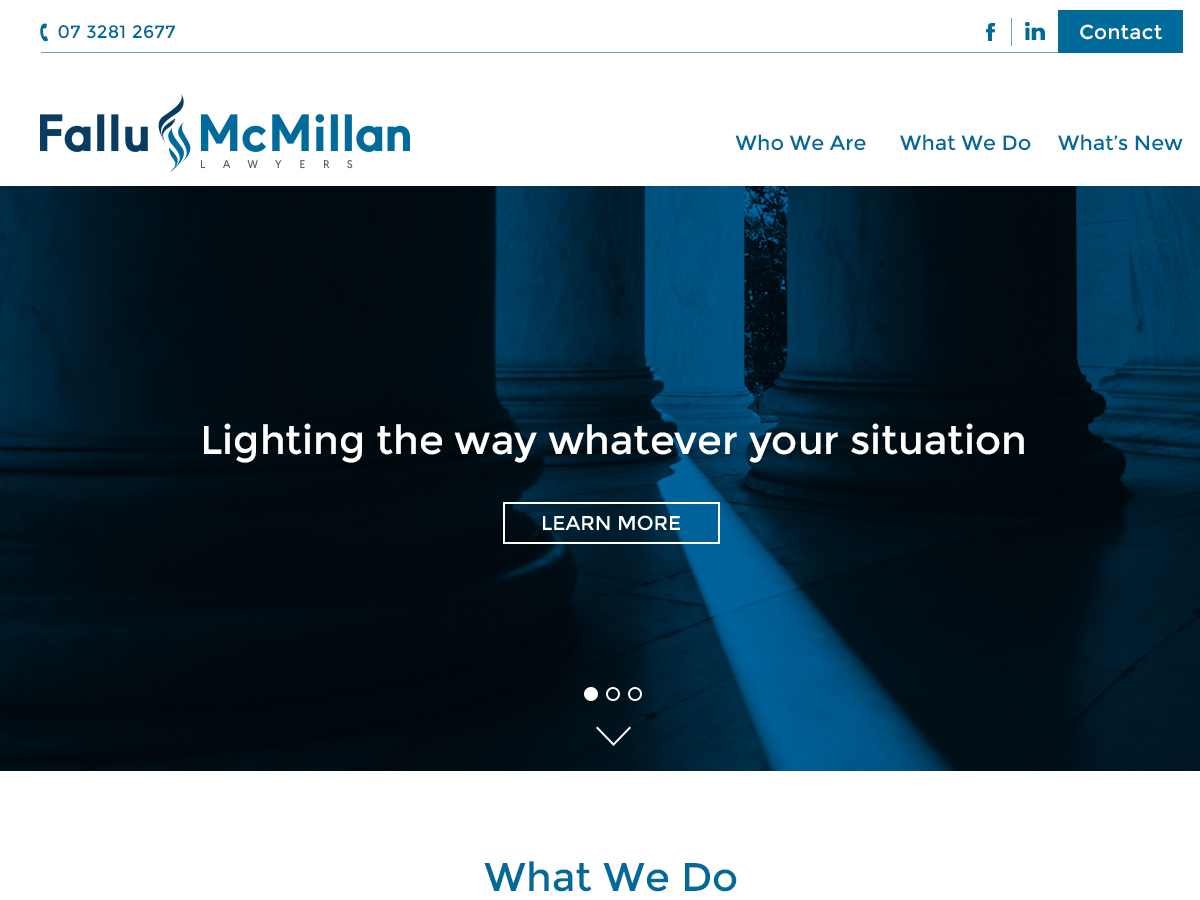 07 3281 2677
f
in
Contact
Fallu McMillan
LAWYERS
Who We Are
What We Do
What’s New
Lighting the way whatever your situation
LEARN MORE
What We Do